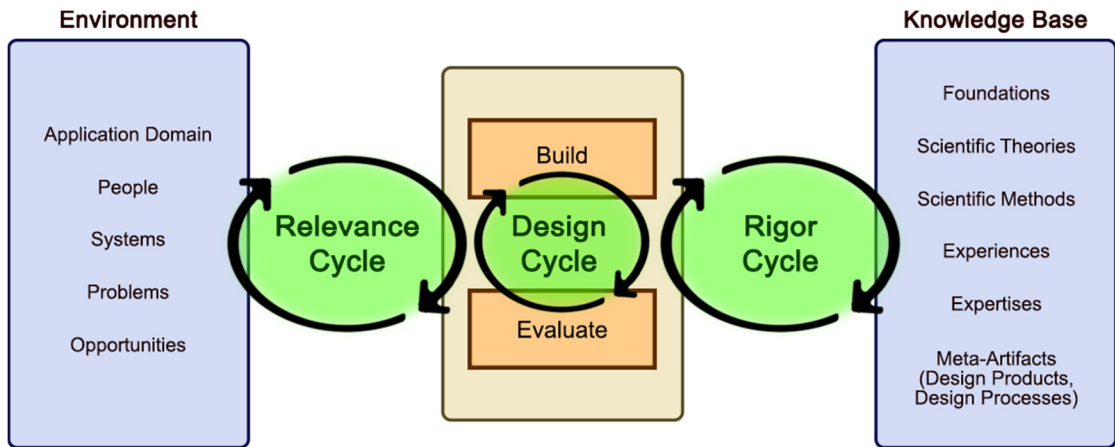 Environment
Application Domain
People
Systems
Problems
Opportunities
Relevance
Cycle
Build
Design
Cycle
Evaluate
Rigor
Cycle
Knowledge Base
Foundations
Scientific Theories
Scientific Methods
Experiences
Expertises
Meta-Artifacts
(Design Products,
Design Processes)